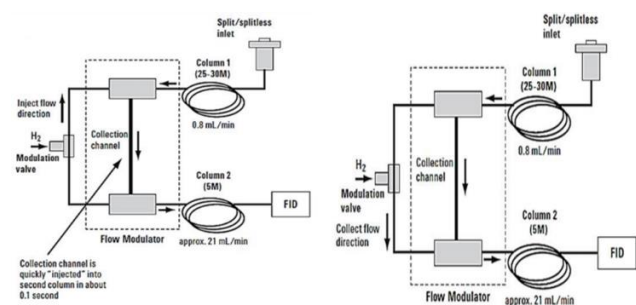 Split/splitless
inlet
Column 1
(25-30M)
0.8 mL/min
Inject flow
direction
H2
Modulation
valve
Collection
channel
Column 2
(5M)
FID
approx. 21 mL/min
Flow Modulator
Collection channel is
quickly "injected" into
second column in about
0.1 second
Split/splitless
inlet
Column 1
(25-30M)
0.8 mL/min
Collection
channel
H2
Modulation
valve
Collect flow
direction
Column 2
(5M)
FID
approx. 21 mL/min
Flow Modulator